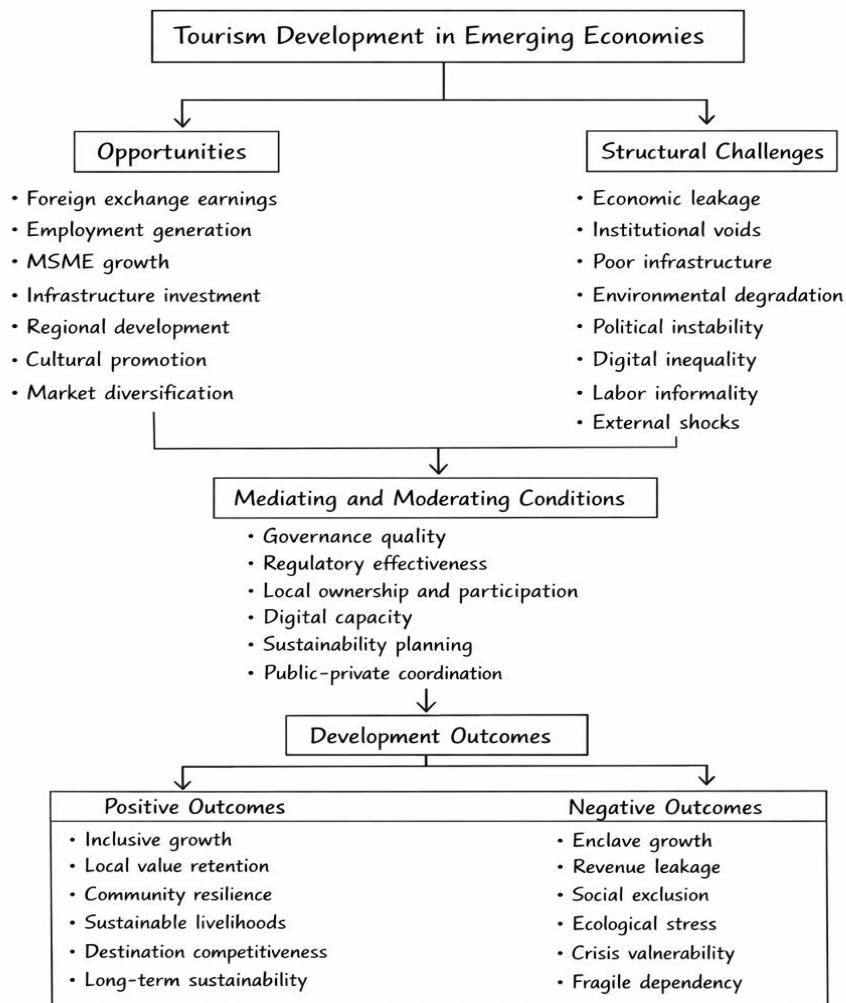 Tourism Development in Emerging Economies
Opportunities
• Foreign exchange earnings
• Employment generation
• MSME growth
• Infrastructure investment
• Regional development
• Cultural promotion
• Market diversification
Structural Challenges
• Economic leakage
• Institutional voids
• Poor infrastructure
• Environmental degradation
• Political instability
• Digital inequality
• Labor informality
• External shocks
Mediating and Moderating Conditions
• Governance quality
• Regulatory effectiveness
• Local ownership and participation
• Digital capacity
• Sustainability planning
• Public-private coordination
Development Outcomes
Positive Outcomes
• Inclusive growth
• Local value retention
• Community resilience
• Sustainable livelihoods
• Destination competitiveness
• Long-term sustainability
Negative Outcomes
• Enclave growth
• Revenue leakage
• Social exclusion
• Ecological stress
• Crisis valnerability
• Fragile dependency